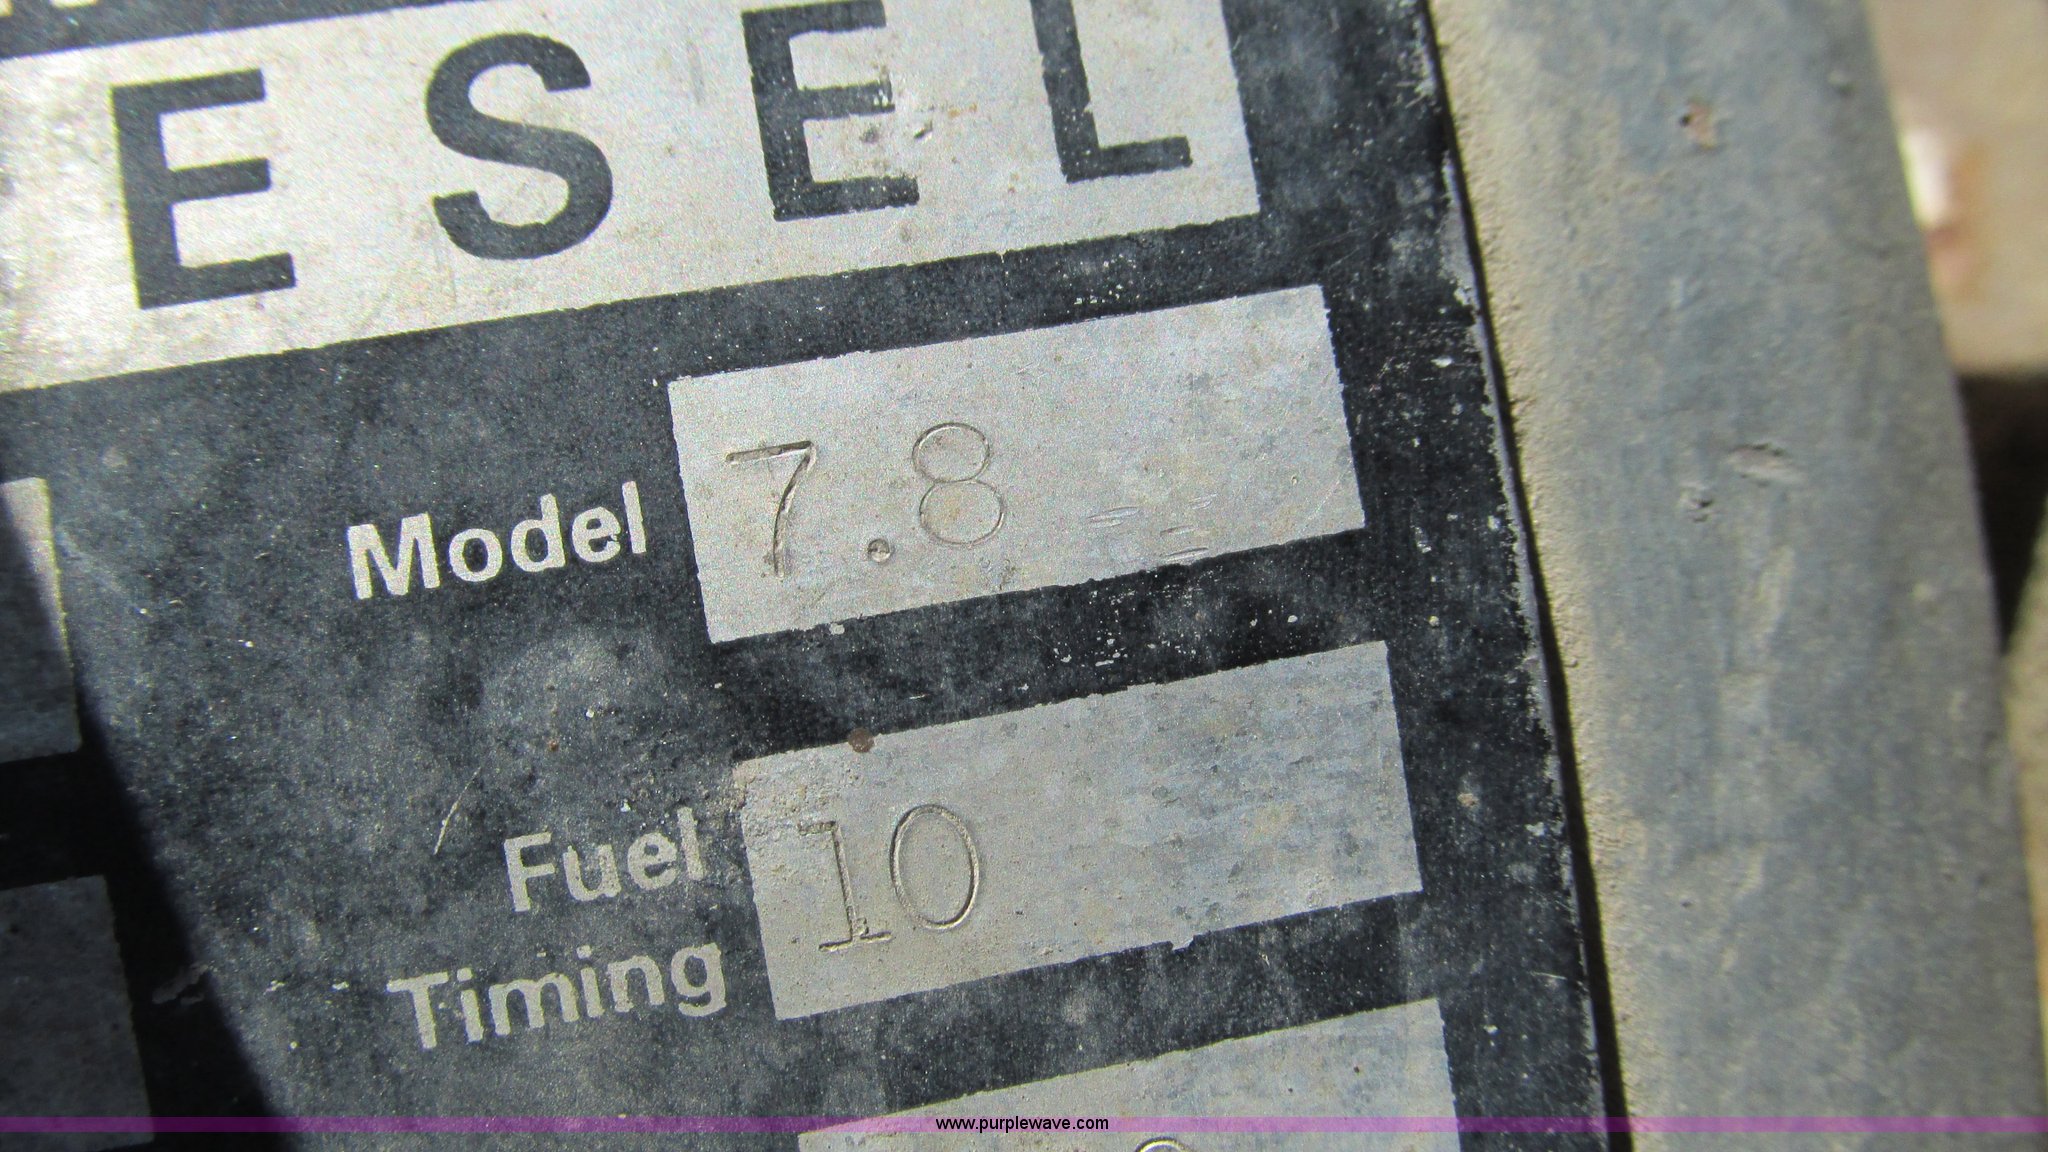 ESEL
Model 7.8
Fuel
Timing 10
www.purplewave.com